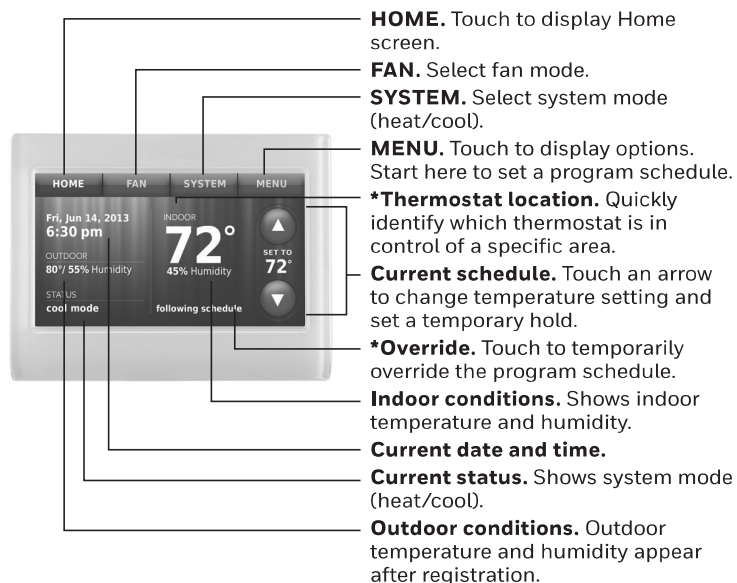 HOME. Touch to display Home
screen.
FAN. Select fan mode.
SYSTEM. Select system mode
(heat/cool).
MENU. Touch to display options.
Start here to set a program schedule.
*Thermostat location. Quickly
identify which thermostat is in
control of a specific area.
Current schedule. Touch an arrow
to change temperature setting and
set a temporary hold.
*Override. Touch to temporarily
override the program schedule.
Indoor conditions. Shows indoor
temperature and humidity.
Current date and time.
Current status. Shows system mode
(heat/cool).
Outdoor conditions. Outdoor
temperature and humidity appear
after registration.
HOME FAN SYSTEM MENU
Fri, Jun 14, 2013
6:30 pm
OUTDOOR
80°/ 55% Humidity
STATUS
cool mode
INDOOR
72°
45% Humidity
following schedule
SET TO
72°